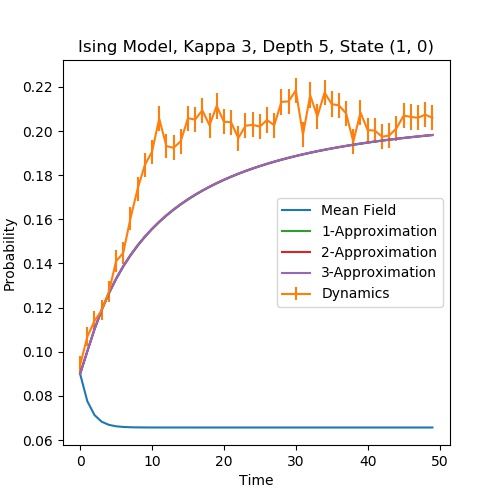 Ising Model, Kappa 3, Depth 5, State (1, 0)
0.22
0.20
0.18
0.16
0.14
0.12
0.10
0.08
0.06
Probability
Mean Field
1-Approximation
2-Approximation
3-Approximation
Dynamics
0 10 20 30 40 50
Time